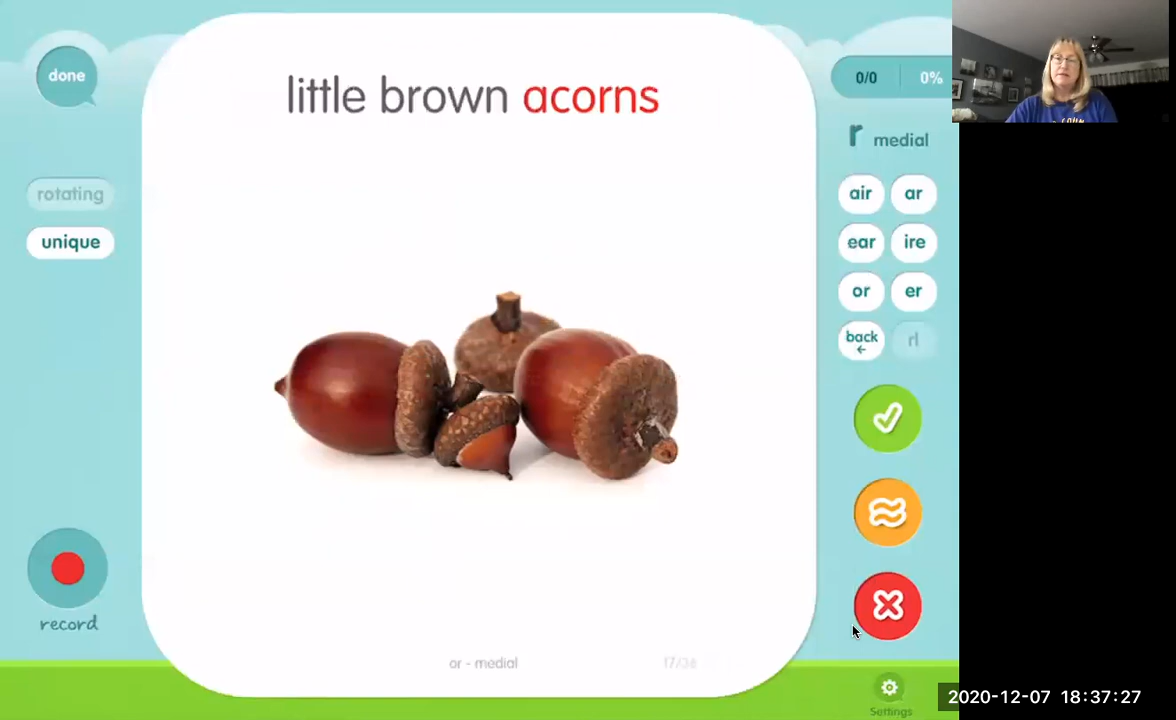 done
little brown acorns
0/0 0%
r medial
rotating
unique
air ar
ear ire
or er
back rl
record
or - medial
Settings
2020-12-07 18:37:27